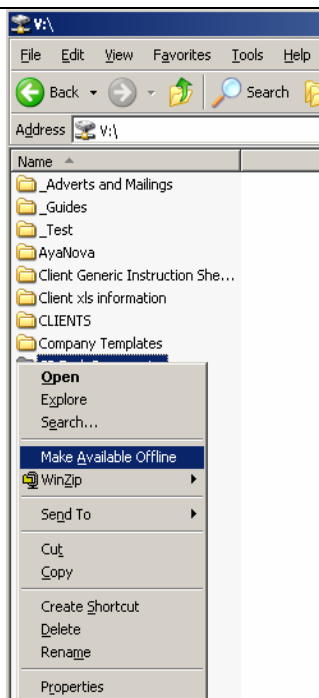 V:\
File Edit View Favorites Tools Help
Back Search
Address V:\
Name
_Adverts and Mailings
_Guides
_Test
AyaNova
Client Generic Instruction She...
Client xls information
CLIENTS
Company Templates
Open
Explore
Search...
Make Available Offline
WinZip
Send To
Cut
Copy
Create Shortcut
Delete
Rename
Properties